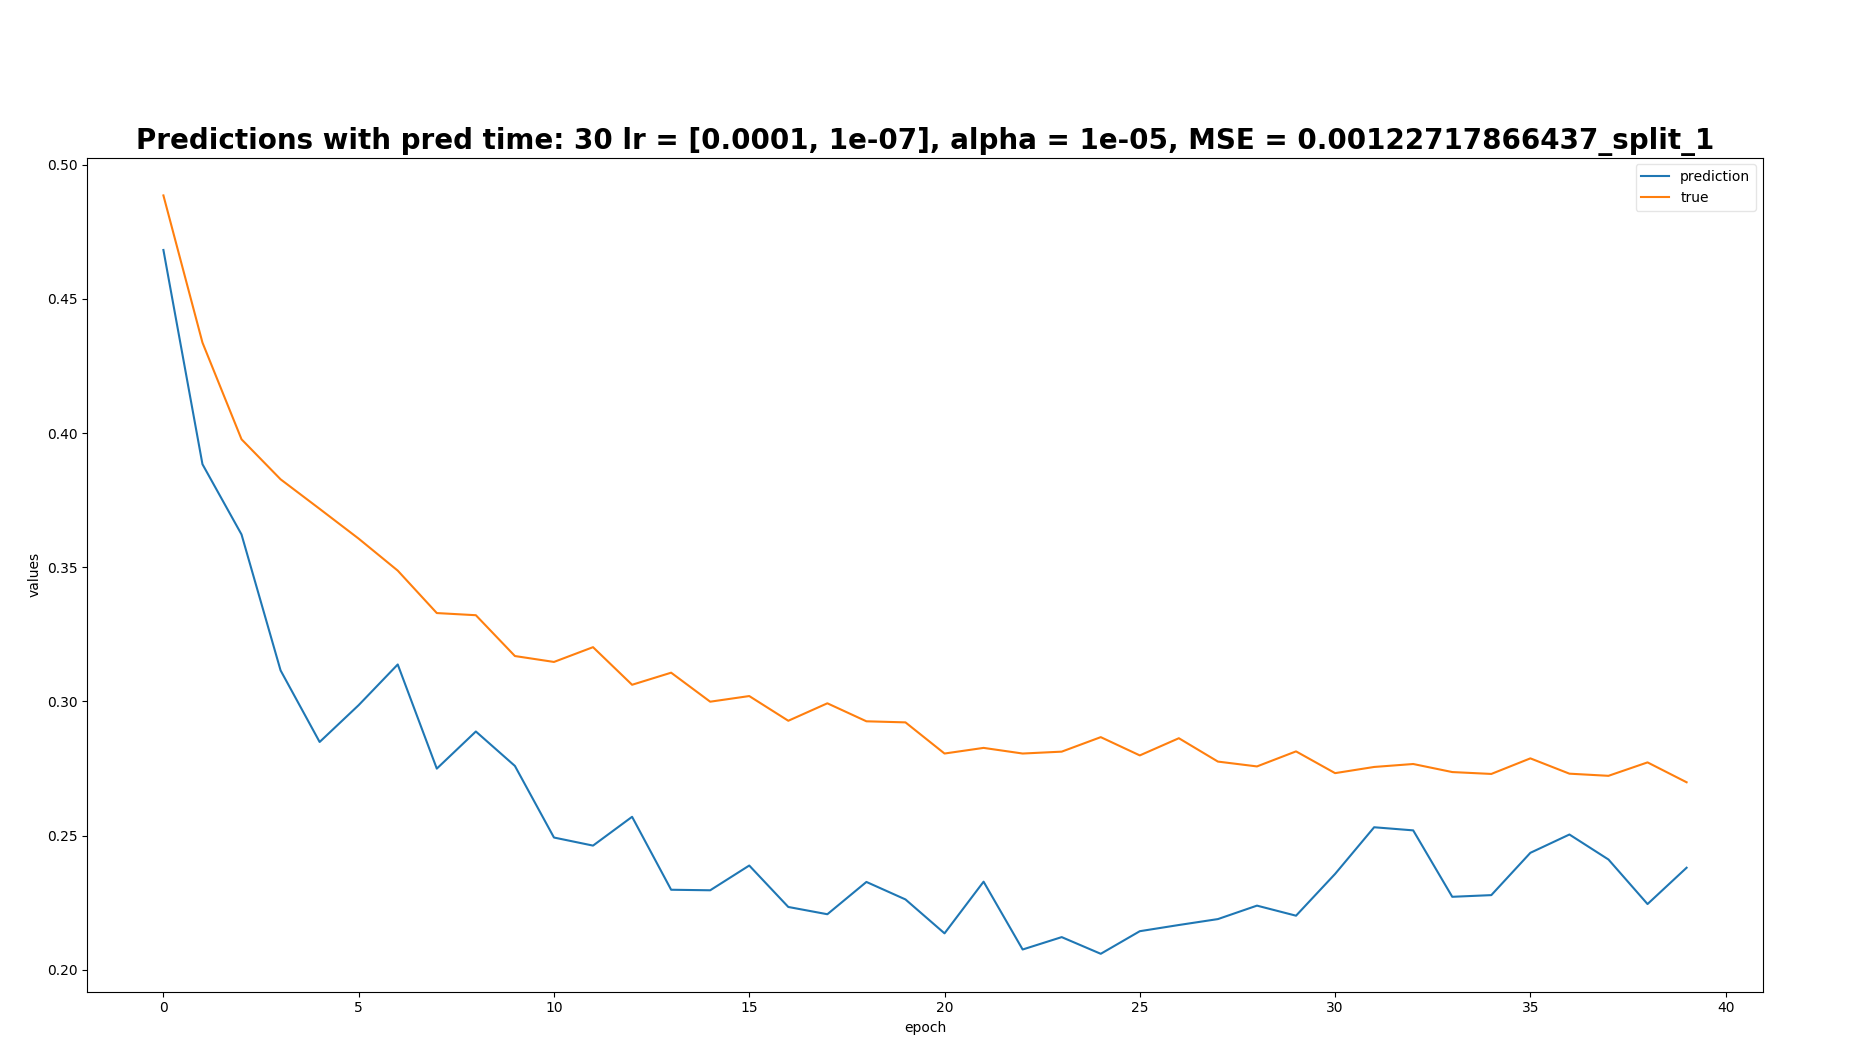 Predictions with pred time: 30 lr = [0.0001, 1e-07], alpha = 1e-05, MSE = 0.00122717866437_split_1
prediction
true
0.50
0.45
0.40
0.35
0.30
0.25
0.20
values
0 5 10 15 20 25 30 35 40
epoch